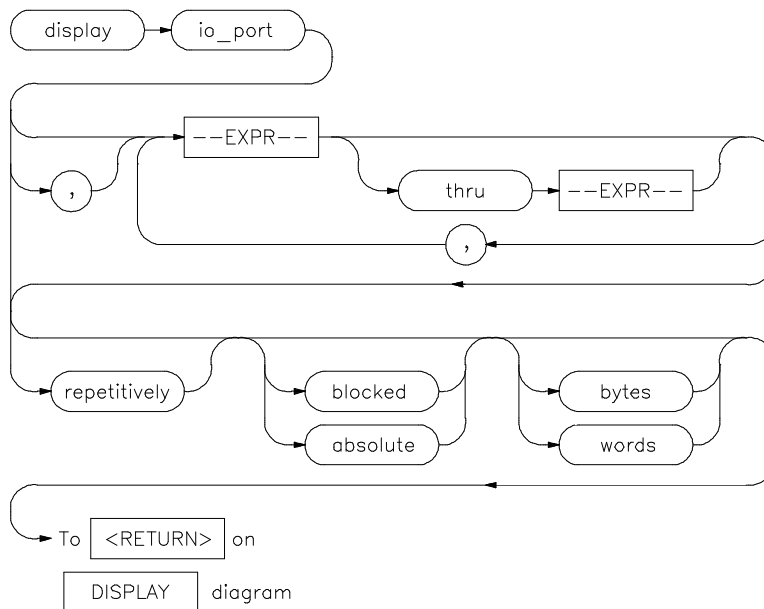 display io_port
--EXPR--
, thru --EXPR--
,
repetitively blocked bytes
absolute words
To <RETURN> on
DISPLAY diagram